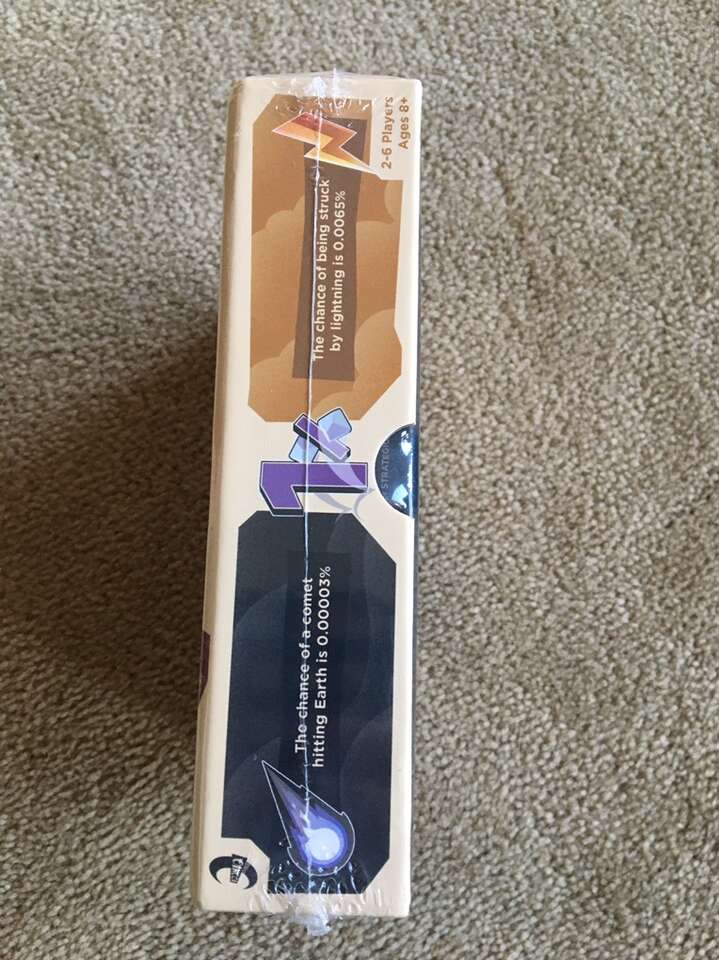 The chance of a comet
hitting Earth is 0.00003%
1%
The chance of being struck
by lightning is 0.0065%
2-6 Players
Ages 8+